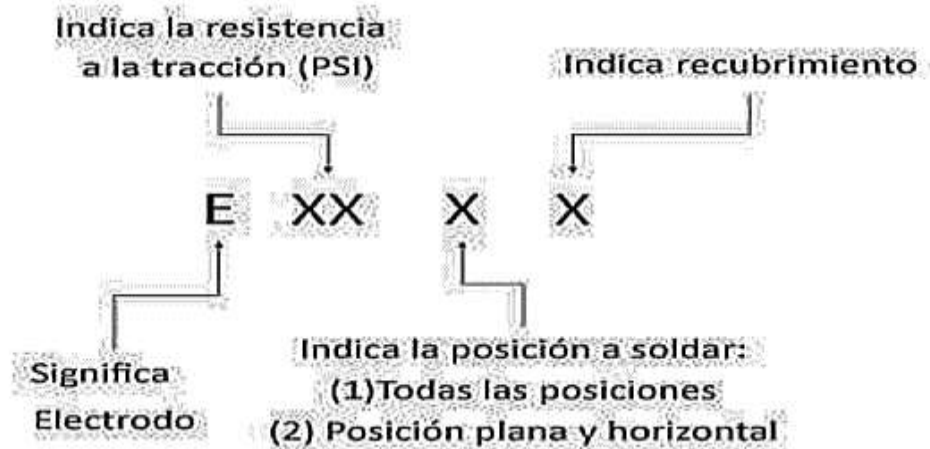 Indica la resistencia
a la tracción (PSI)
Indica recubrimiento
E XX X X
Significa
Electrodo
Indica la posición a soldar:
(1)Todas las posiciones
(2) Posición plana y horizontal